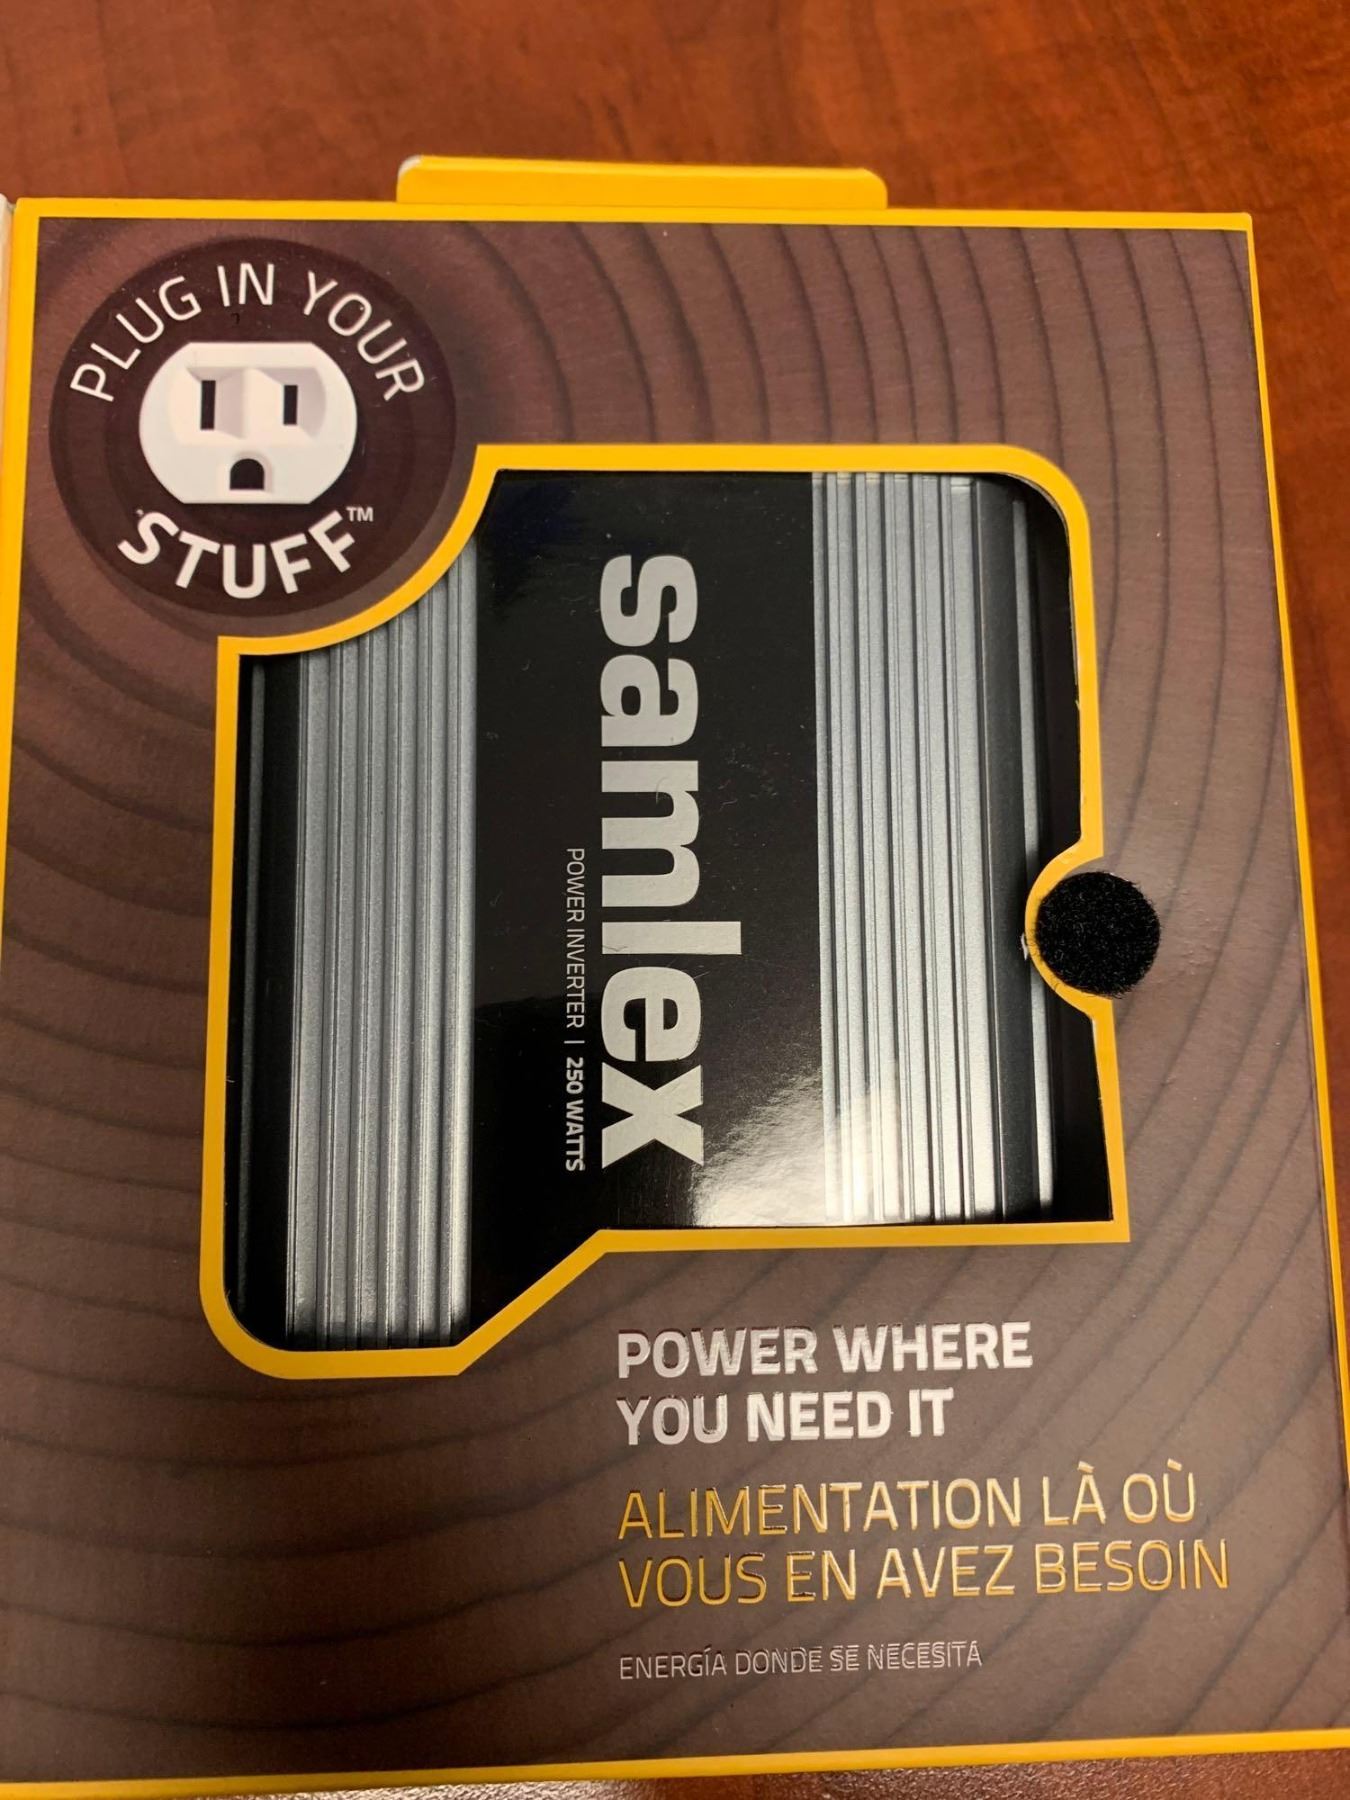 PLUG IN YOUR
STUFF™
samlex
POWER INVERTER | 250 WATTS
POWER WHERE
YOU NEED IT
ALIMENTATION LÀ OÙ
VOUS EN AVEZ BESOIN
ENERGÍA DONDE SE NECESITA